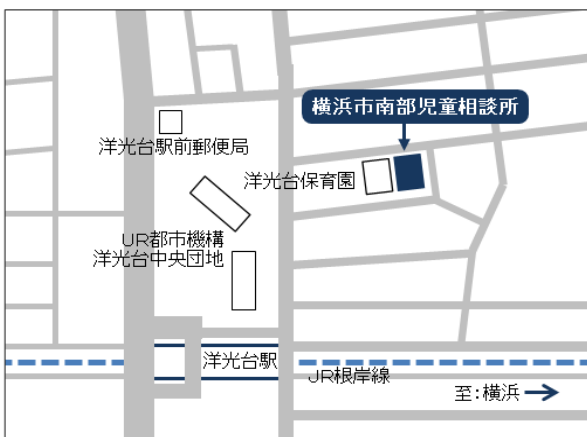 横浜市南部児童相談所
洋光台駅前郵便局
洋光台保育園
UR都市機構
洋光台中央団地
洋光台駅
JR根岸線
至:横浜